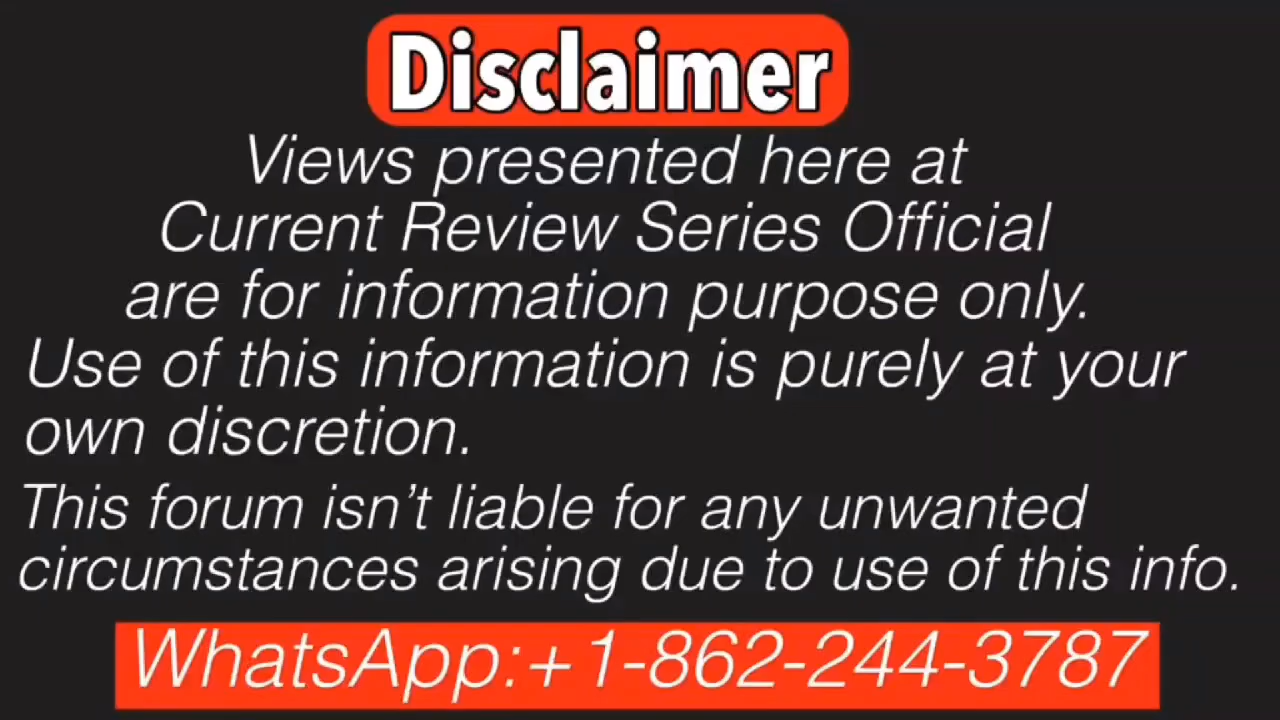 Disclaimer
Views presented here at
Current Review Series Official
are for information purpose only.
Use of this information is purely at your
own discretion.
This forum isn't liable for any unwanted
circumstances arising due to use of this info.
WhatsApp:+1-862-244-3787